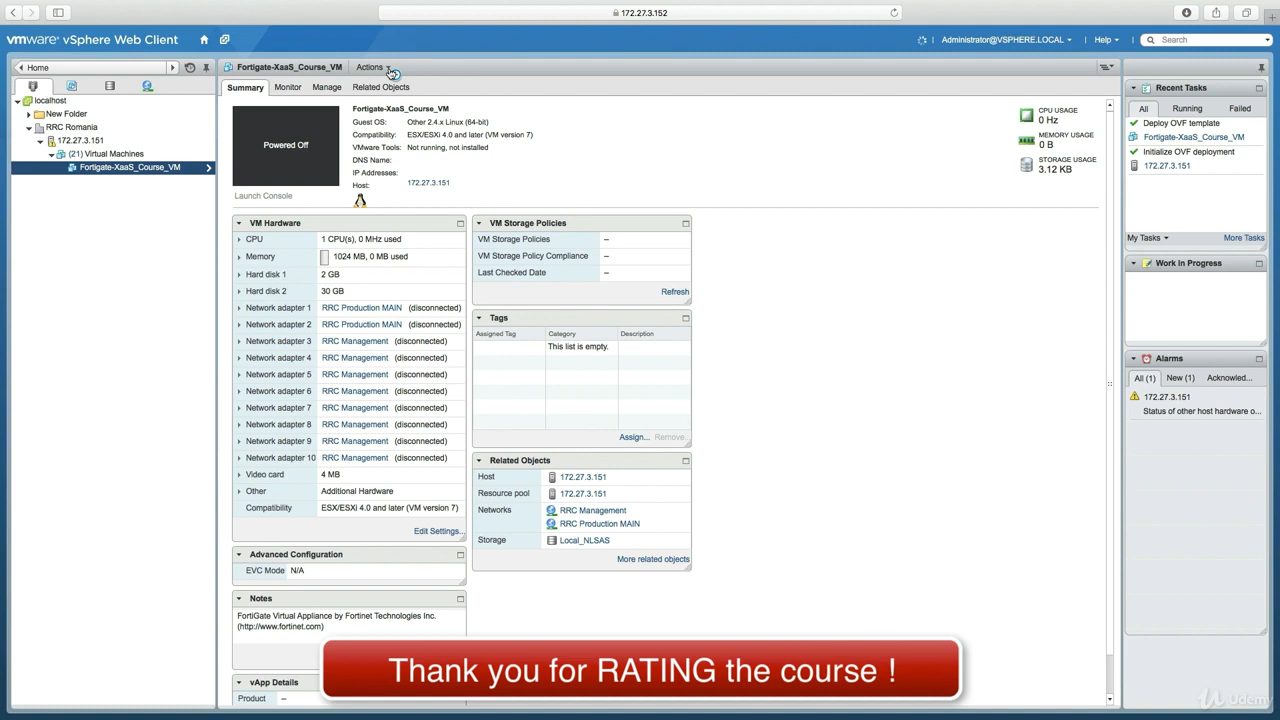 172.27.3.152
vmware® vSphere Web Client
Administrator@VSPHERE.LOCAL
Help
Search
Home
localhost
New Folder
RRC Romania
172.27.3.151
(21) Virtual Machines
Fortigate-XaaS_Course_VM
Fortigate-XaaS_Course_VM
Actions
Summary
Monitor
Manage
Related Objects
Powered Off
Launch Console
Fortigate-XaaS_Course_VM
Guest OS: Other 2.4.x Linux (64-bit)
Compatibility: ESX/ESXi 4.0 and later (VM version 7)
VMware Tools: Not running, not installed
DNS Name:
IP Addresses:
Host: 172.27.3.151
CPU USAGE
0 Hz
MEMORY USAGE
0 B
STORAGE USAGE
3.12 KB
VM Hardware
CPU 1 CPU(s), 0 MHz used
Memory 1024 MB, 0 MB used
Hard disk 1 2 GB
Hard disk 2 30 GB
Network adapter 1 RRC Production MAIN (disconnected)
Network adapter 2 RRC Production MAIN (disconnected)
Network adapter 3 RRC Management (disconnected)
Network adapter 4 RRC Management (disconnected)
Network adapter 5 RRC Management (disconnected)
Network adapter 6 RRC Management (disconnected)
Network adapter 7 RRC Management (disconnected)
Network adapter 8 RRC Management (disconnected)
Network adapter 9 RRC Management (disconnected)
Network adapter 10 RRC Management (disconnected)
Video card 4 MB
Other Additional Hardware
Compatibility ESX/ESXi 4.0 and later (VM version 7)
Edit Settings...
Advanced Configuration
EVC Mode N/A
Notes
FortiGate Virtual Appliance by Fortinet Technologies Inc.
(http://www.fortinet.com)
vApp Details
Product --
VM Storage Policies
VM Storage Policies --
VM Storage Policy Compliance --
Last Checked Date --
Refresh
Tags
Assigned Tag Category Description
This list is empty.
Assign... Remove...
Related Objects
Host 172.27.3.151
Resource pool 172.27.3.151
Networks RRC Management
RRC Production MAIN
Storage Local_NLSAS
More related objects
Recent Tasks
All Running Failed
Deploy OVF template
Fortigate-XaaS_Course_VM
Initialize OVF deployment
172.27.3.151
My Tasks More Tasks
Work In Progress
Alarms
All (1) New (1) Acknowled...
172.27.3.151
Status of other host hardware o...
Thank you for RATING the course !
Udemy